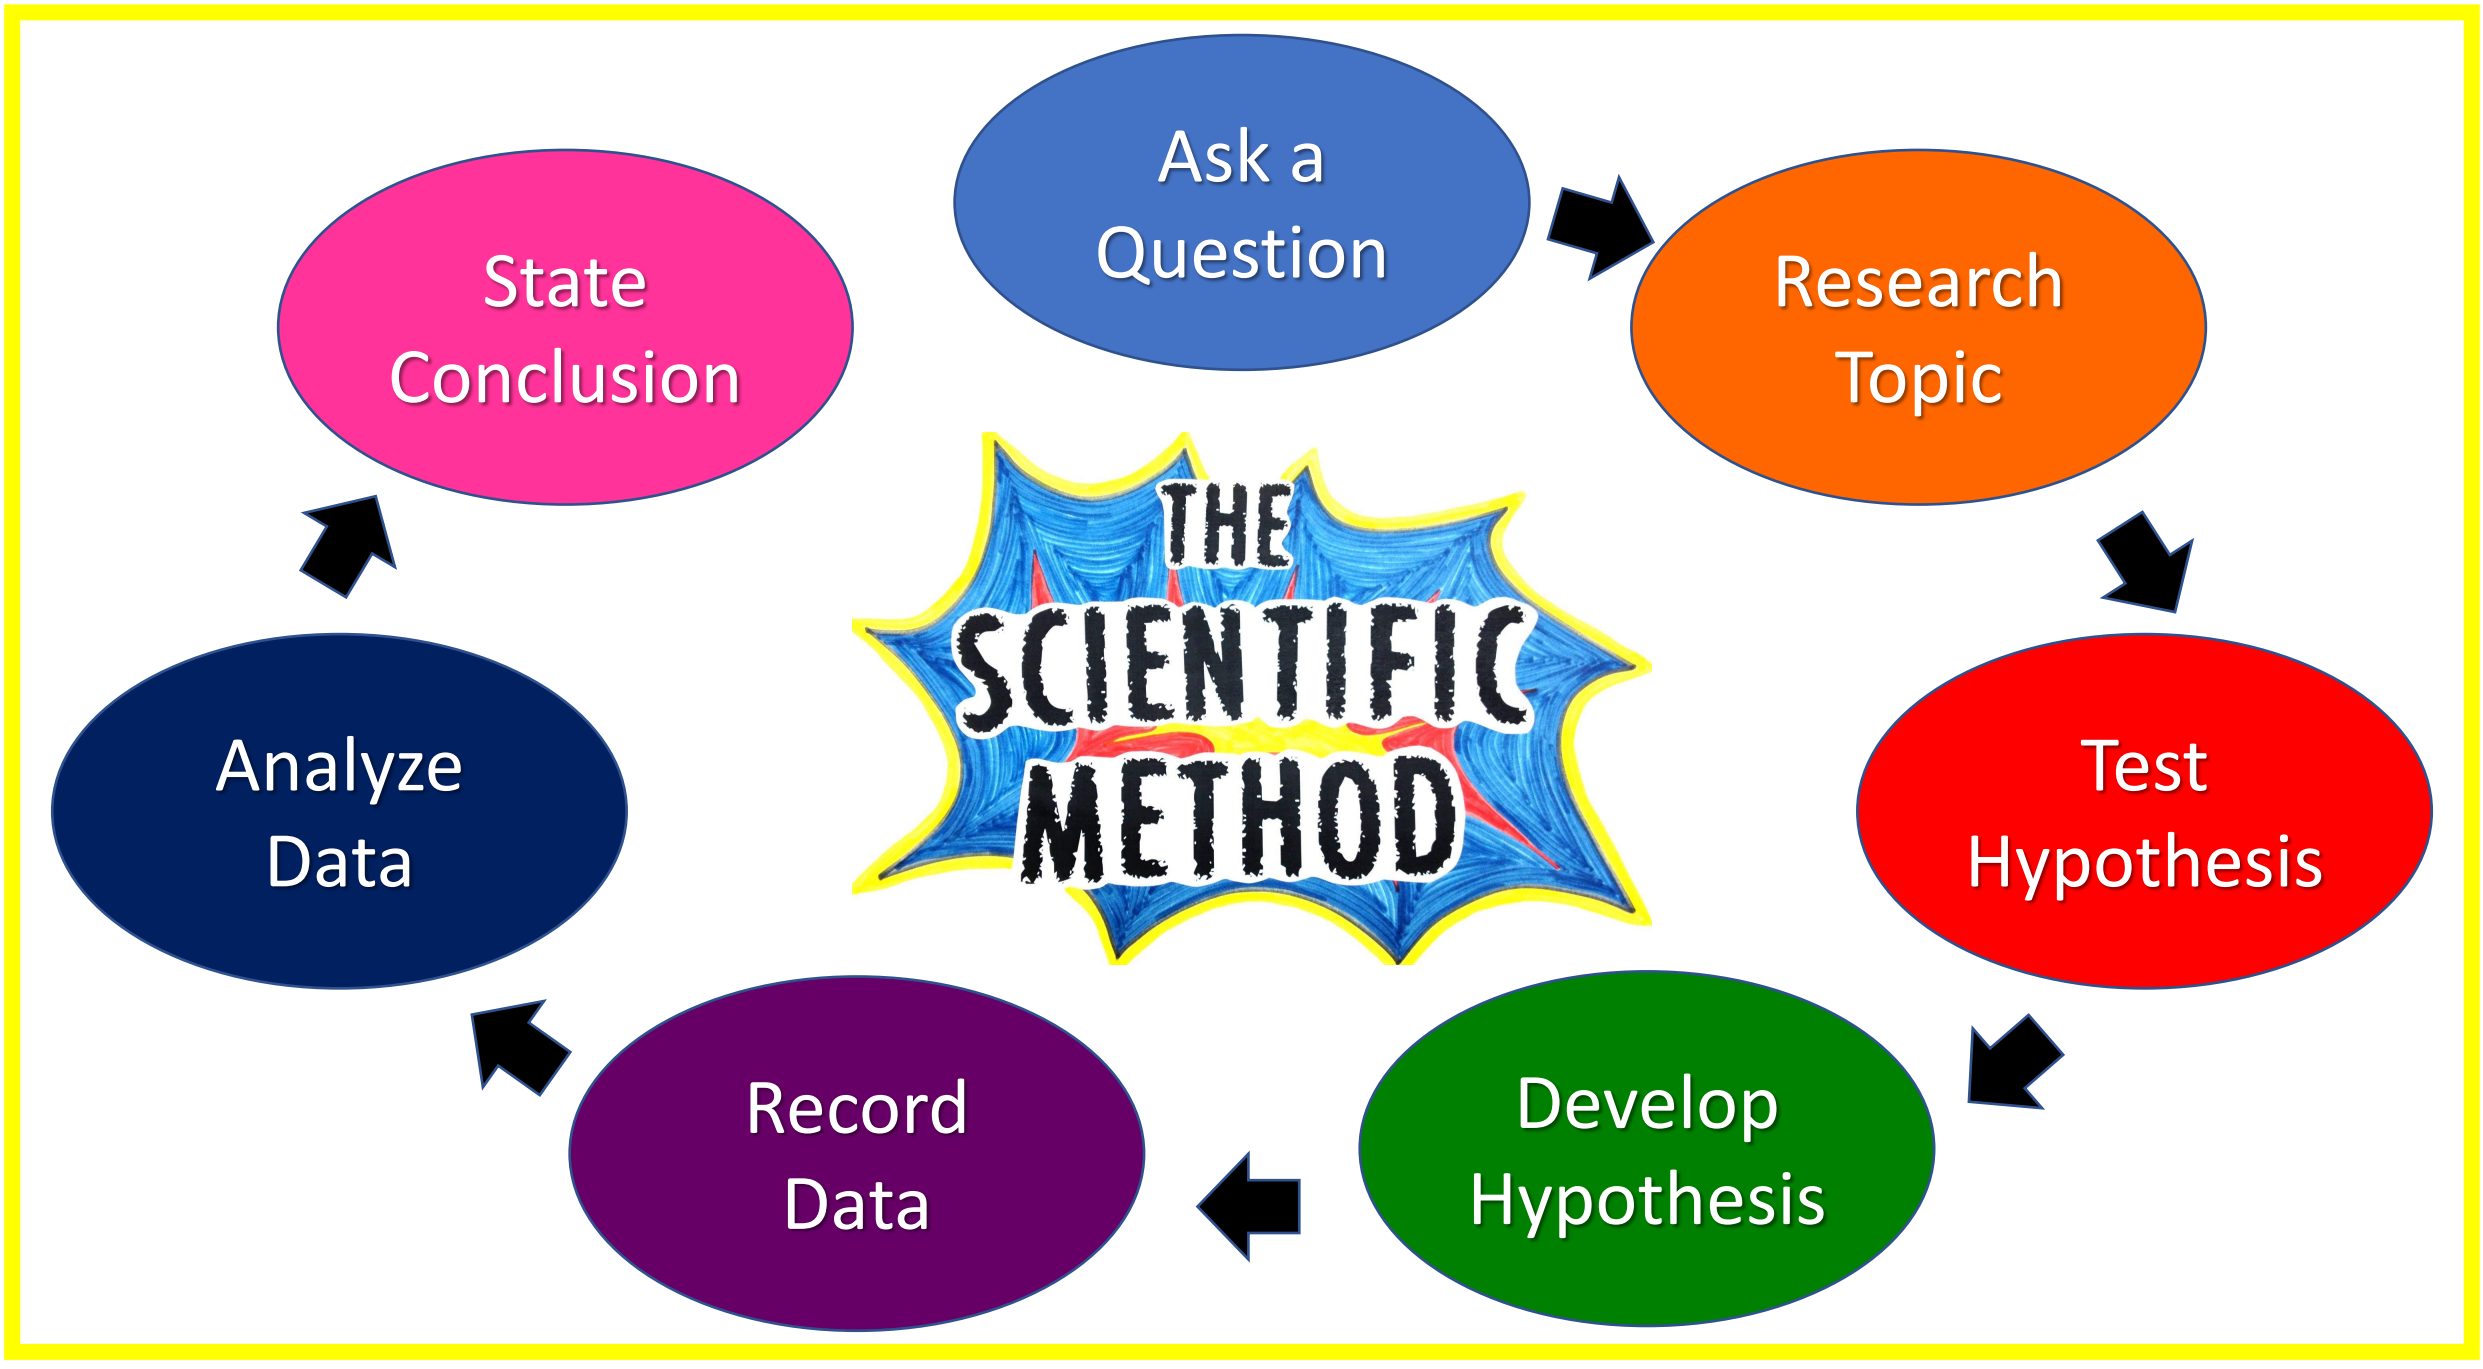 Ask a
Question
Research
Topic
Test
Hypothesis
Develop
Hypothesis
Record
Data
Analyze
Data
State
Conclusion
THE
SCIENTIFIC
METHOD